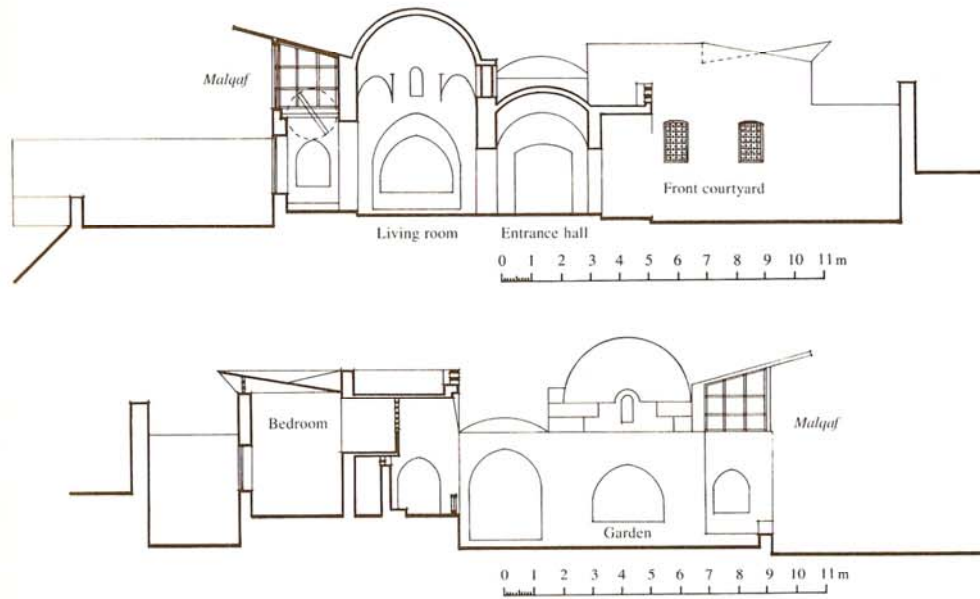 Malqaf
Front courtyard
Living room
Entrance hall
0 1 2 3 4 5 6 7 8 9 10 11 m
Bedroom
Malqaf
Garden
0 1 2 3 4 5 6 7 8 9 10 11 m